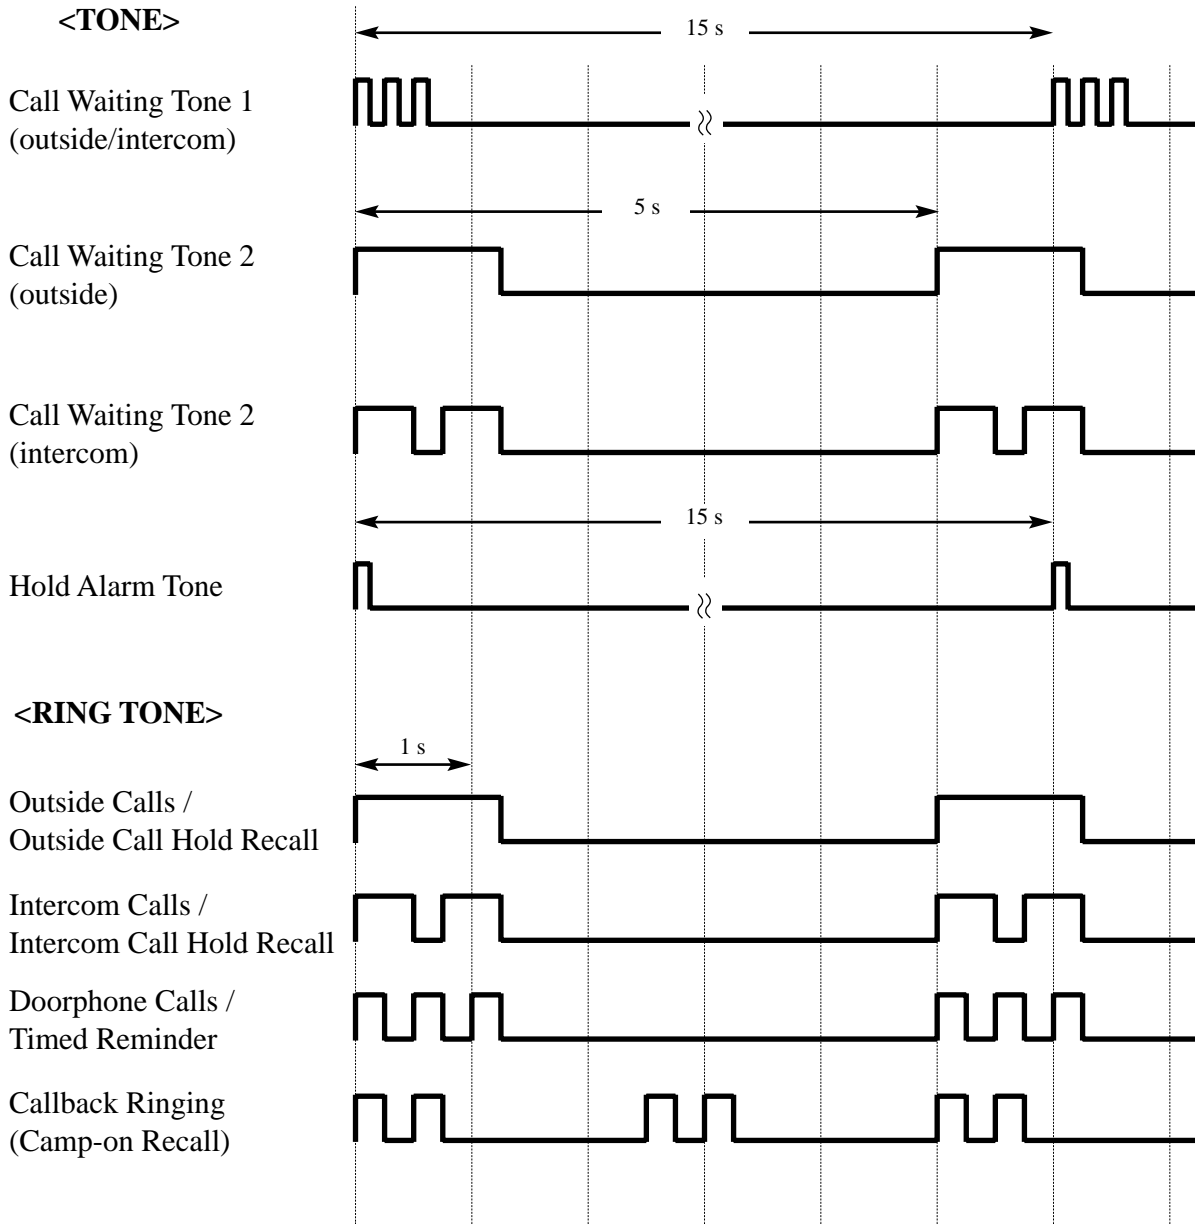 <TONE>
15 s
Call Waiting Tone 1
(outside/intercom)
5 s
Call Waiting Tone 2
(outside)
Call Waiting Tone 2
(intercom)
15 s
Hold Alarm Tone
<RING TONE>
1 s
Outside Calls /
Outside Call Hold Recall
Intercom Calls /
Intercom Call Hold Recall
Doorphone Calls /
Timed Reminder
Callback Ringing
(Camp-on Recall)